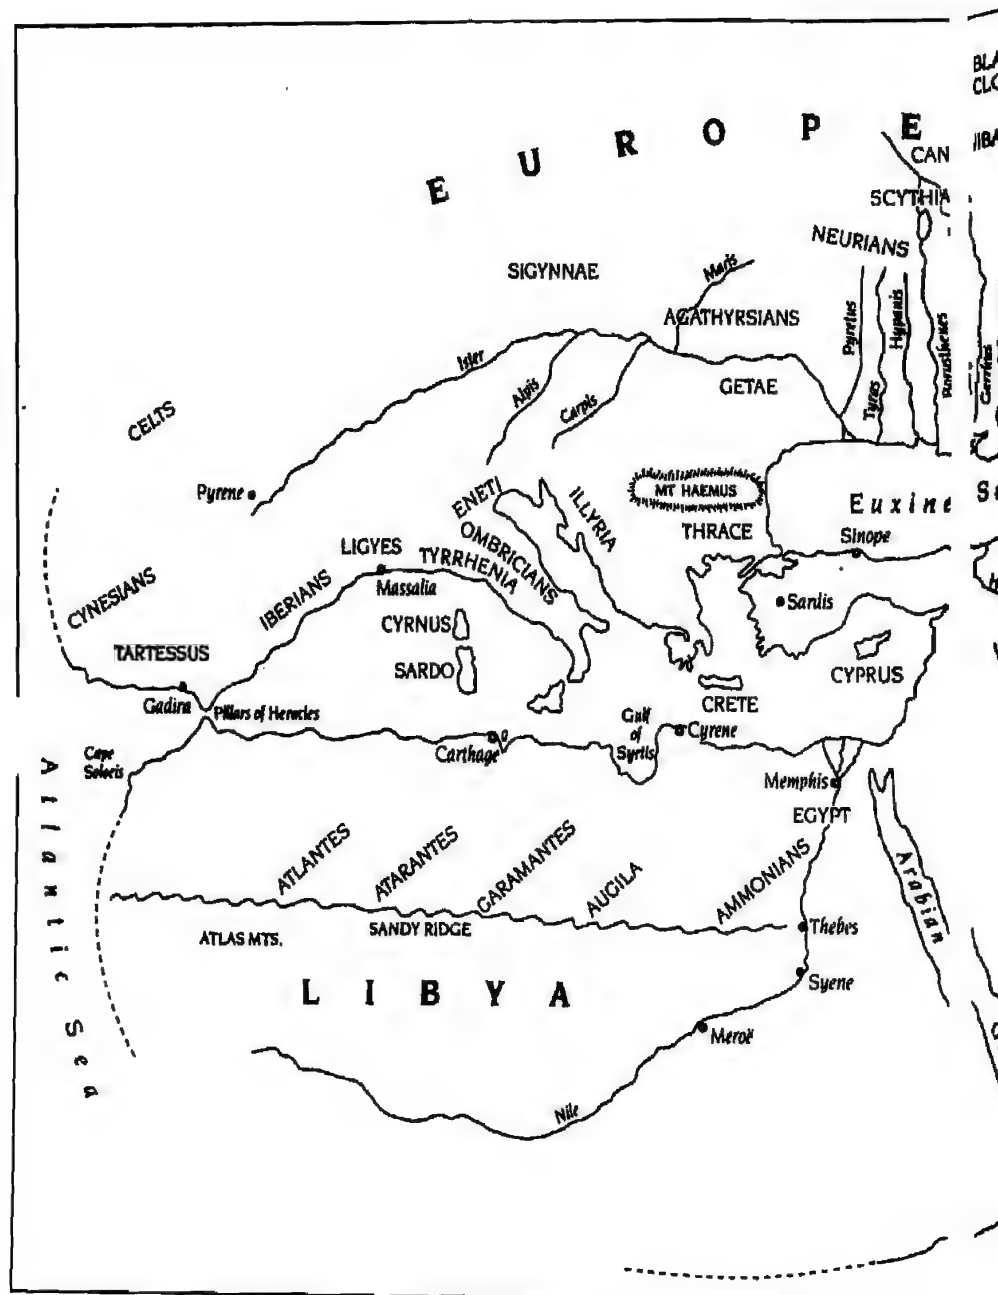 EUROPE
CAN
SCYTHIA
NEURIANS
SIGYNNAE
Maris
AGATHYRSIANS
Pyretus
Tyres
Hypanis
Borusthenes
Gerrhus
Ister
Alpis
Carpis
GETAE
CELTS
Pyrene
MT HAEMUS
Euxine
ENETI
ILLYRIA
THRACE
Sinope
LIGYES
OMBRICIANS
TYRRHENIA
Massalia
IBERIANS
CYNESIANS
Sardis
CYRNUS
TARTESSUS
SARDO
CYPRUS
CRETE
Gadira
Pillars of Heracles
Gulf
of
Syrtis
Cyrene
Carthage
Cape
Soloeis
Memphis
EGYPT
Atlantic Sea
ATLANTES
ATARANTES
GARAMANTES
AUGILA
AMMONIANS
Arabian
ATLAS MTS.
SANDY RIDGE
Thebes
LIBYA
Syene
Meroë
Nile